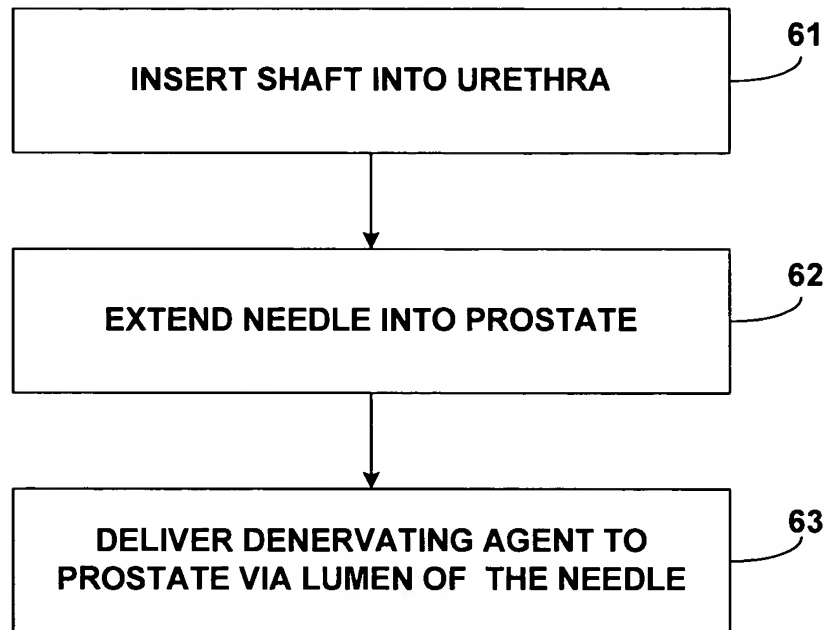 61
INSERT SHAFT INTO URETHRA
62
EXTEND NEEDLE INTO PROSTATE
63
DELIVER DENERVATING AGENT TO
PROSTATE VIA LUMEN OF THE NEEDLE